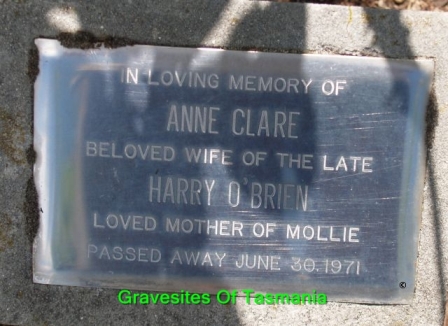 IN LOVING MEMORY OF
ANNE CLARE
BELOVED WIFE OF THE LATE
HARRY O'BRIEN
LOVED MOTHER OF MOLLIE
PASSED AWAY JUNE 30.1971
©
Gravesites Of Tasmania